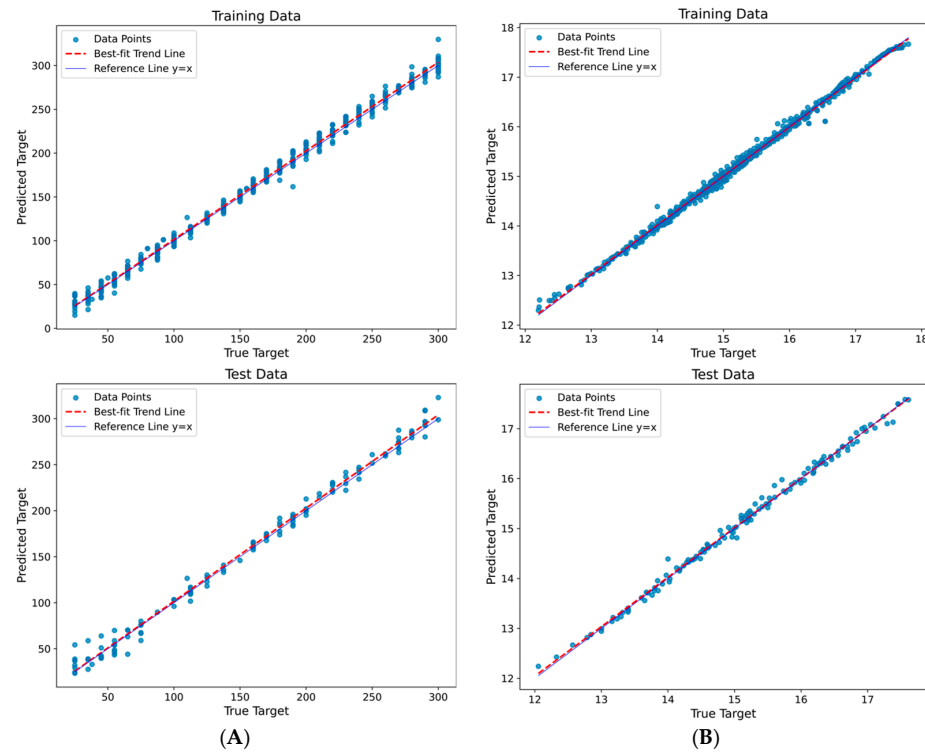 Training Data
Data Points
Best-fit Trend Line
Reference Line y=x
Predicted Target
300
250
200
150
100
50
0
50
100
150
200
250
300
True Target
Training Data
Data Points
Best-fit Trend Line
Reference Line y=x
Predicted Target
18
17
16
15
14
13
12
12
13
14
15
16
17
18
True Target
Test Data
Data Points
Best-fit Trend Line
Reference Line y=x
Predicted Target
300
250
200
150
100
50
50
100
150
200
250
300
True Target
(A)
Test Data
Data Points
Best-fit Trend Line
Reference Line y=x
Predicted Target
17
16
15
14
13
12
12
13
14
15
16
17
True Target
(B)